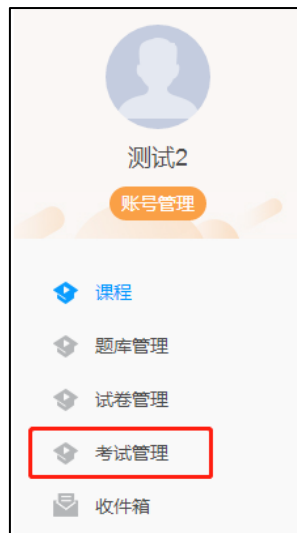 测试2
账号管理
课程
题库管理
试卷管理
考试管理
收件箱